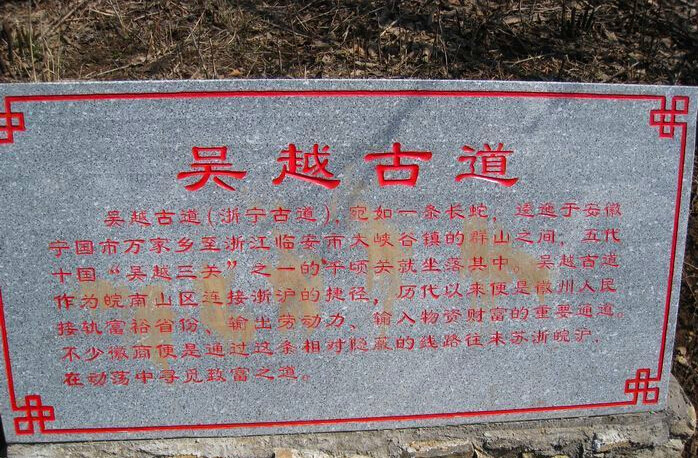 吴越古道
吴越古道(浙宁古道),宛如一条长蛇,逶迤于安徽
宁国市万家乡至浙江临安市大峡谷镇的群山之间,五代
十国“吴越三关”之一的千顷关就坐落其中。吴越古道
作为皖南山区连接浙沪的捷径,历代以来便是徽州人民
接轨富裕省份、输出劳动力、输入物资财富的重要通道。
不少徽商便是通过这条相对隐蔽的线路往来苏浙皖沪,
在动荡中寻觅致富之道。